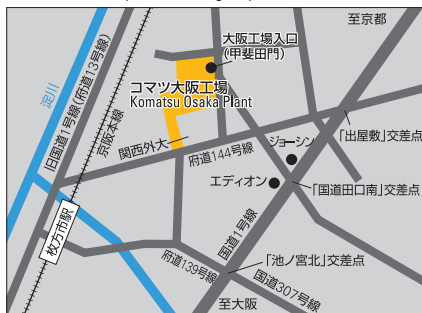 至京都
大阪工場入口
(甲斐田門)
淀川
旧国道1号線(府道13号線)
京阪本線
コマツ大阪工場
Komatsu Osaka Plant
関西外大
府道144号線
ジョーシン
「出屋敷」交差点
エディオン
「国道田口南」交差点
枚方市駅
国道1号線
府道139号線
「池ノ宮北」交差点
国道307号線
至大阪